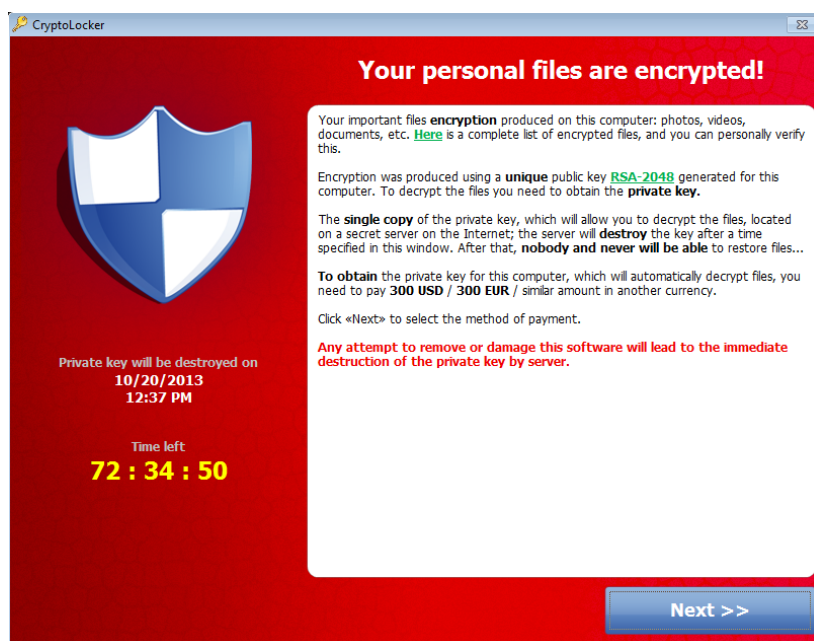 CryptoLocker
Your personal files are encrypted!
Your important files encryption produced on this computer: photos, videos,
documents, etc. Here is a complete list of encrypted files, and you can personally verify
this.
Encryption was produced using a unique public key RSA-2048 generated for this
computer. To decrypt the files you need to obtain the private key.
The single copy of the private key, which will allow you to decrypt the files, located
on a secret server on the Internet; the server will destroy the key after a time
specified in this window. After that, nobody and never will be able to restore files...
To obtain the private key for this computer, which will automatically decrypt files, you
need to pay 300 USD / 300 EUR / similar amount in another currency.
Click «Next» to select the method of payment.
Any attempt to remove or damage this software will lead to the immediate
destruction of the private key by server.
Private key will be destroyed on
10/20/2013
12:37 PM
Time left
72 : 34 : 50
Next >>